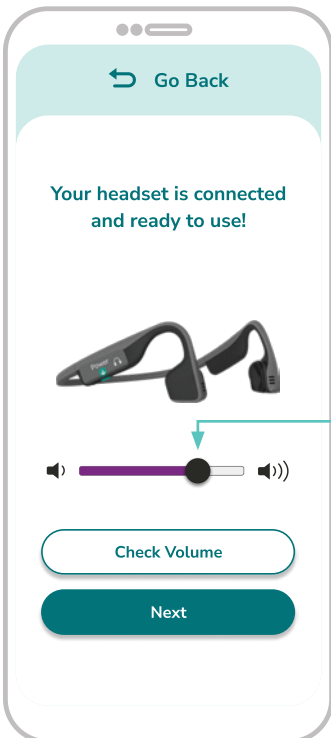 Go Back
Your headset is connected
and ready to use!
Power
Check Volume
Next